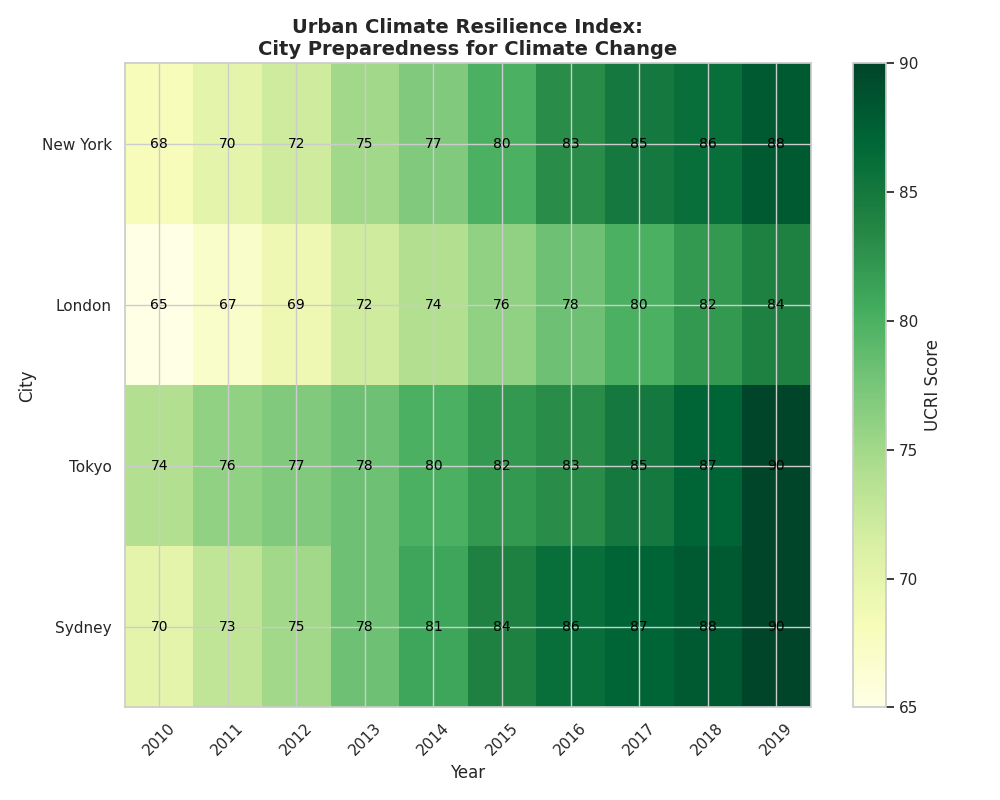 Urban Climate Resilience Index:
City Preparedness for Climate Change
New York 68 70 72 75 77 80 83 85 86 88
London 65 67 69 72 74 76 78 80 82 84
Tokyo 74 76 77 78 80 82 83 85 87 90
Sydney 70 73 75 78 81 84 86 87 88 90
2010 2011 2012 2013 2014 2015 2016 2017 2018 2019
Year
City
90
85
80
75
70
65
UCRI Score